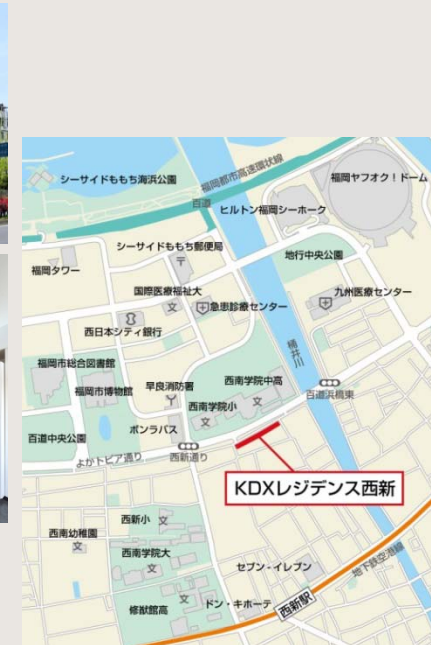 福岡都市高速環状線
シーサイドももち海浜公園
福岡ヤフオク！ドーム
百道
ヒルトン福岡シーホーク
シーサイドももち郵便局
地行中央公園
福岡タワー
国際医療福祉大
急患診療センター
九州医療センター
西日本シティ銀行
樋井川
福岡市総合図書館
早良消防署
西南学院中高
福岡市博物館
西南学院小
百道浜橋東
ボンラパス
百道中央公園
よかトピア通り
西新通り
KDXレジデンス西新
西新小
西南幼稚園
西南学院大
セブン‐イレブン
地下鉄空港線
修猷館高
ドン・キホーテ
西新駅